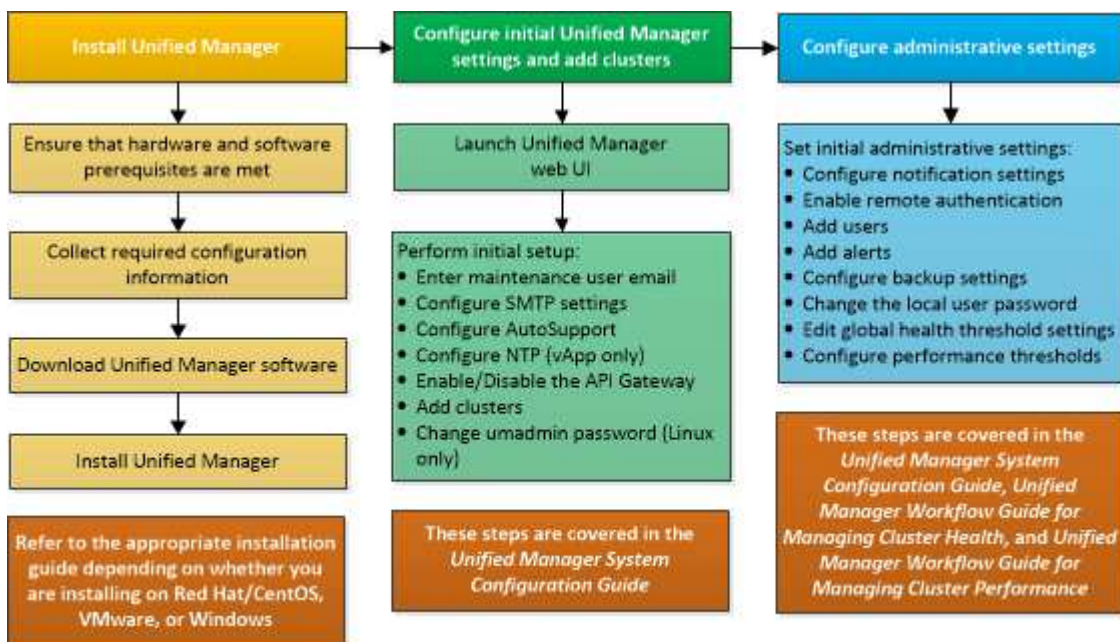 Install Unified Manager
Ensure that hardware and software
prerequisites are met
Collect required configuration
information
Download Unified Manager software
Install Unified Manager
Refer to the appropriate installation
guide depending on whether you
are installing on Red Hat/CentOS,
VMware, or Windows
Configure initial Unified Manager
settings and add clusters
Launch Unified Manager
web UI
Perform initial setup:
• Enter maintenance user email
• Configure SMTP settings
• Configure AutoSupport
• Configure NTP (vApp only)
• Enable/Disable the API Gateway
• Add clusters
• Change umadmin password (Linux
only)
These steps are covered in the
Unified Manager System
Configuration Guide
Configure administrative settings
Set initial administrative settings:
• Configure notification settings
• Enable remote authentication
• Add users
• Add alerts
• Configure backup settings
• Change the local user password
• Edit global health threshold settings
• Configure performance thresholds
These steps are covered in the
Unified Manager System
Configuration Guide, Unified
Manager Workflow Guide for
Managing Cluster Health, and Unified
Manager Workflow Guide for
Managing Cluster Performance